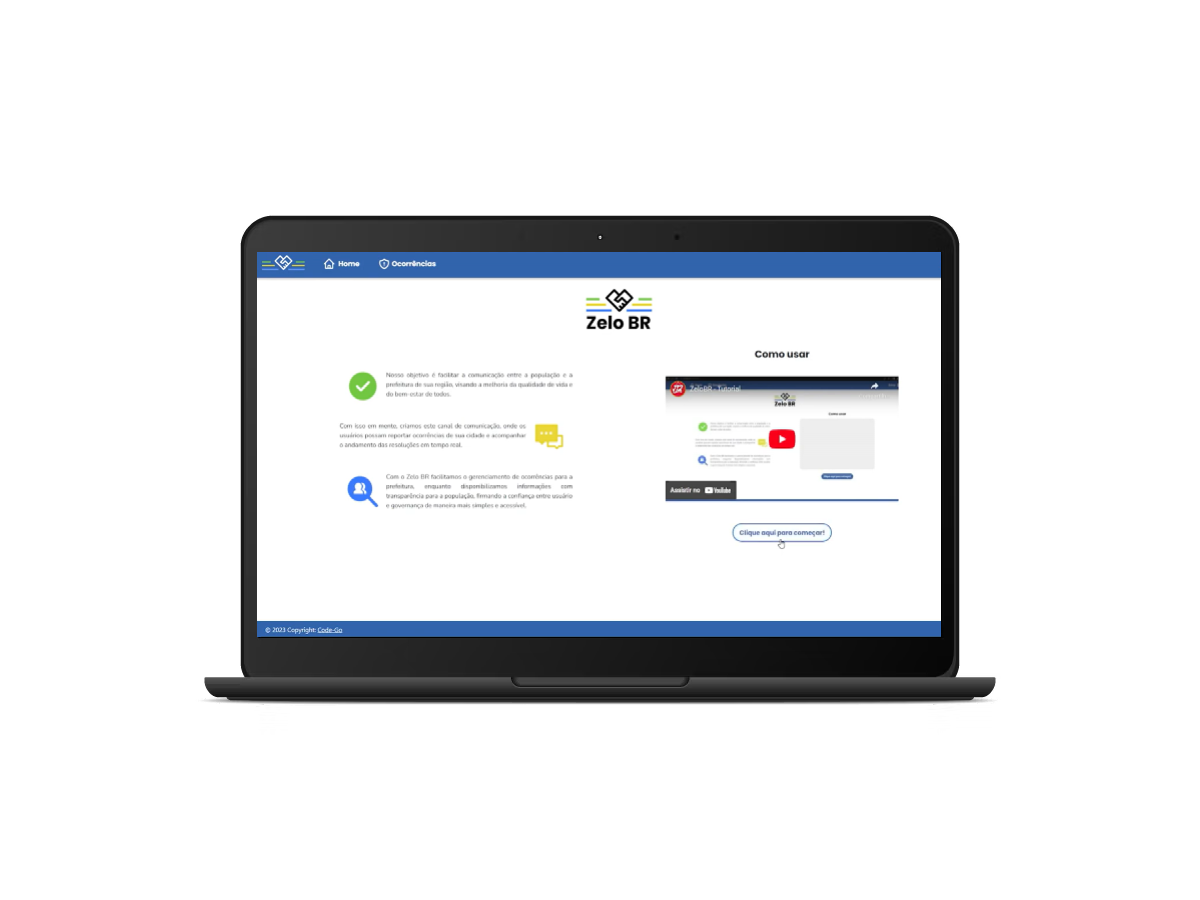 Home
Ocorrências
Zelo BR
Nosso objetivo é facilitar a comunicação entre a população e a
prefeitura de sua região, visando a melhoria da qualidade de vida e
do bem-estar de todos.
Com isso em mente, criamos este canal de comunicação, onde os
usuários possam reportar ocorrências de sua cidade e acompanhar
o andamento das resoluções em tempo real.
Com o Zelo BR facilitamos o gerenciamento de ocorrências para a
prefeitura, enquanto disponibilizamos informações com
transparência para a população, firmando a confiança entre usuário
e governança de maneira mais simples e acessível.
Como usar
ZeloBR - Tutorial
Zelo BR
Como usar
Assistir no YouTube
Clique aqui para começar!
© 2023 Copyright: Code-Go